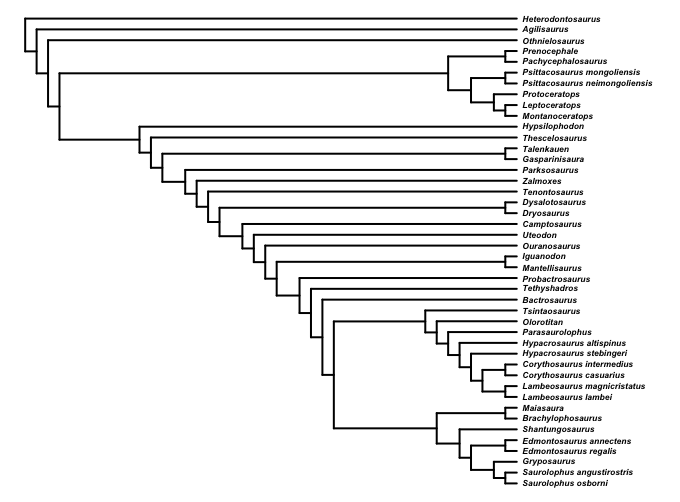 Heterodontosaurus
Agilisaurus
Othnielosaurus
Prenocephale
Pachycephalosaurus
Psittacosaurus mongoliensis
Psittacosaurus neimongoliensis
Protoceratops
Leptoceratops
Montanoceratops
Hypsilophodon
Thescelosaurus
Talenkauen
Gasparinisaura
Parksosaurus
Zalmoxes
Tenontosaurus
Dysalotosaurus
Dryosaurus
Camptosaurus
Uteodon
Ouranosaurus
Iguanodon
Mantellisaurus
Probactrosaurus
Tethyshadros
Bactrosaurus
Tsintaosaurus
Olorotitan
Parasaurolophus
Hypacrosaurus altispinus
Hypacrosaurus stebingeri
Corythosaurus intermedius
Corythosaurus casuarius
Lambeosaurus magnicristatus
Lambeosaurus lambei
Maiasaura
Brachylophosaurus
Shantungosaurus
Edmontosaurus annectens
Edmontosaurus regalis
Gryposaurus
Saurolophus angustirostris
Saurolophus osborni